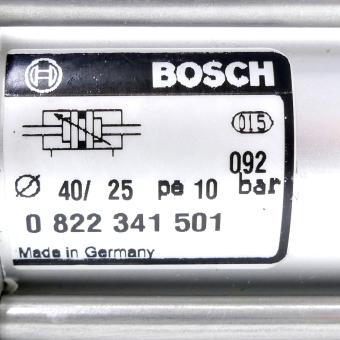 BOSCH
015
092
Ø 40/ 25 pe 10 bar
0 822 341 501
Made in Germany